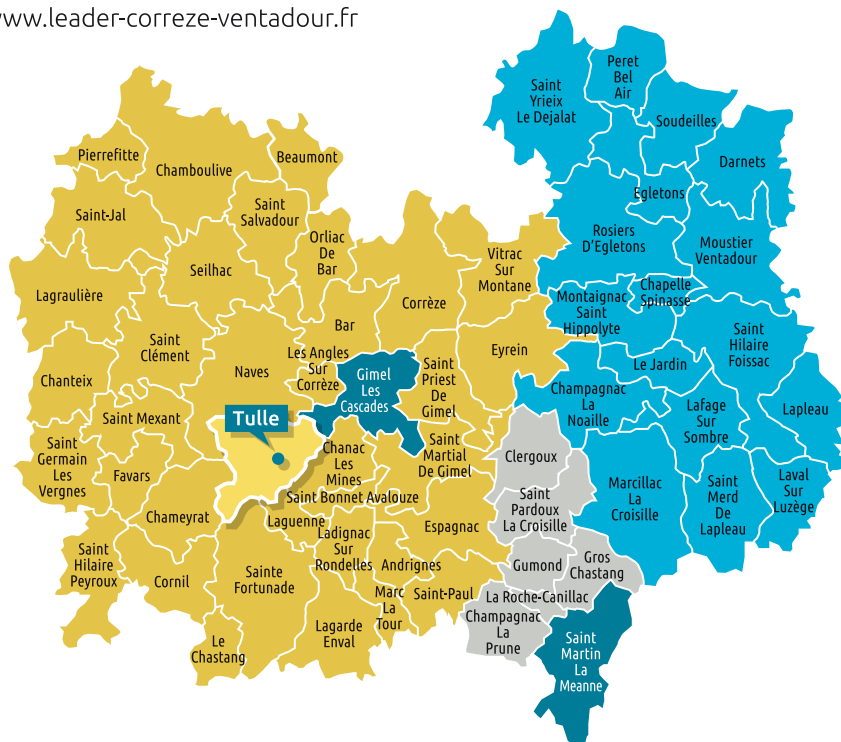 www.leader-correze-ventadour.fr
Peret
Bel
Air
Saint
Yrieix
Le Dejalat
Soudeilles
Darnets
Pierrefitte
Chamboulive
Beaumont
Egletons
Saint-Jal
Saint
Salvadour
Orliac
De
Bar
Rosiers
D'Egletons
Moustier
Ventadour
Seilhac
Vitrac
Sur
Montane
Lagraulière
Corrèze
Montaignac
Saint
Hippolyte
Chapelle
Spinasse
Bar
Saint
Clément
Saint
Hilaire
Foissac
Les Angles
Sur
Corrèze
Eyrein
Naves
Gimel
Les
Cascades
Saint
Priest
De
Gimel
Le Jardin
Chanteix
Champagnac
La
Noaille
Lapleau
Saint Mexant
Tulle
Lafage
Sur
Sombre
Saint
Germain
Les
Vergnes
Chanac
Les
Mines
Saint
Martial
De Gimel
Clergoux
Favars
Marcillac
La
Croisille
Saint
Merd
De
Lapleau
Laval
Sur
Luzège
Saint Bonnet Avalouze
Saint
Pardoux
La Croisille
Chameyrat
Laguenne
Espagnac
Ladignac
Sur
Rondelles
Saint
Hilaire
Peyroux
Cornil
Sainte
Fortunade
Andrignes
Gumond
Gros
Chastang
Marc
La
Tour
Saint-Paul
La Roche-Canillac
Champagnac
La
Prune
Lagarde
Enval
Le
Chastang
Saint
Martin
La
Meanne